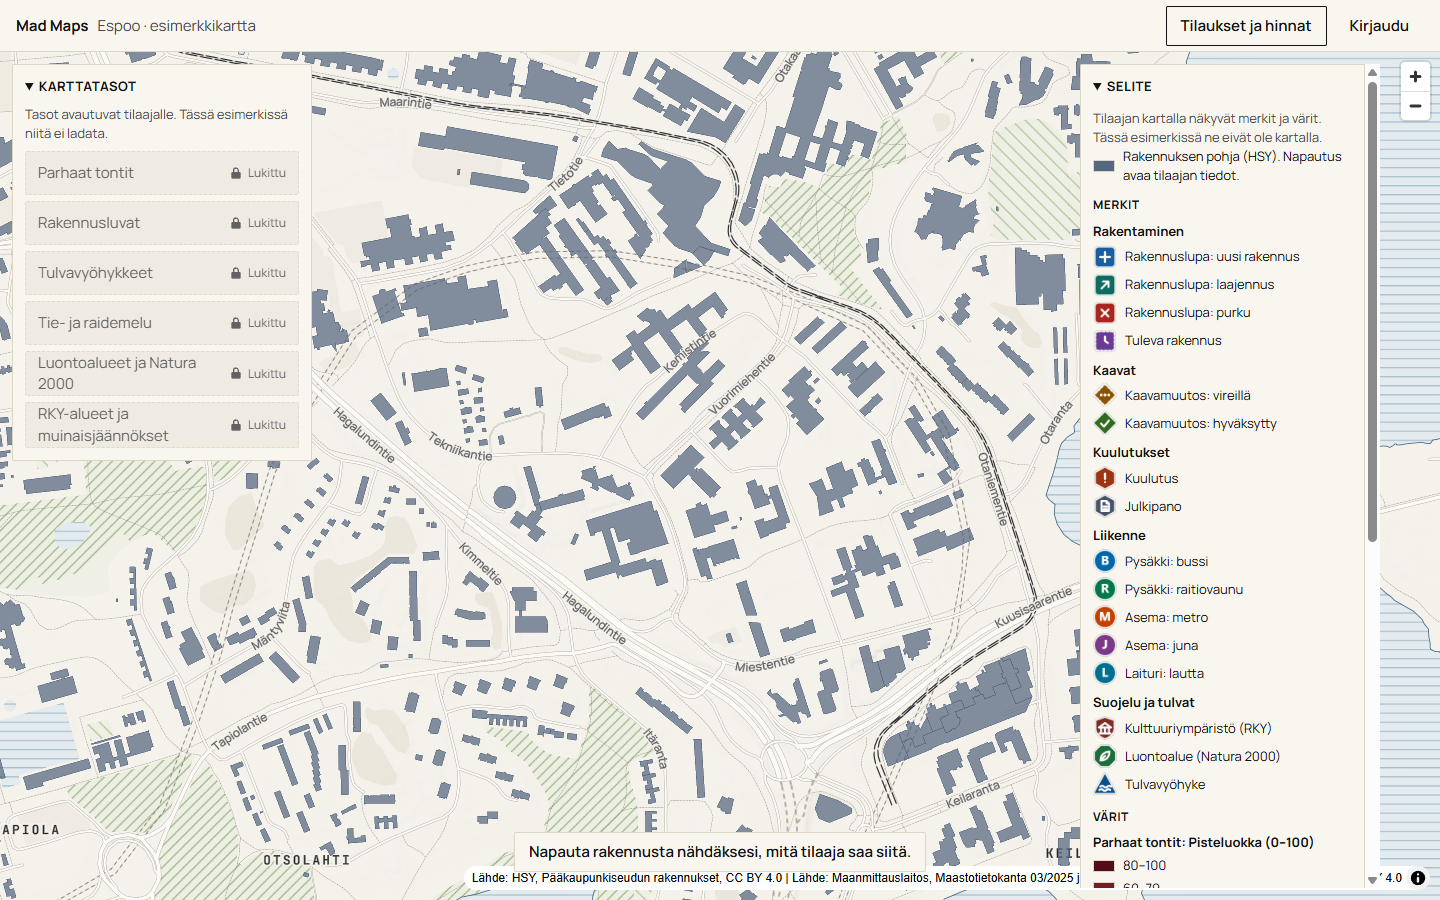 Mad Maps Espoo · esimerkkikartta
Tilaukset ja hinnat
Kirjaudu
▼ KARTTATASOT
Tasot avautuvat tilaajalle. Tässä esimerkissä
niitä ei ladata.
Parhaat tontit Lukittu
Rakennusluvat Lukittu
Tulvavyöhykkeet Lukittu
Tie- ja raidemelu Lukittu
Luontoalueet ja Natura
2000 Lukittu
RKY-alueet ja
muinaisjäännökset Lukittu
Maarintie
Tietotie
Kemistintie
Vuorimiehentie
Otaranta
Hagalundintie
Tekniikantie
Otaniementie
Kimmeltie
Hagalundintie
Kuusisaarentie
Mäntyviita
Miestentie
Tapiolantie
Itäranta
Keilaranta
APIOLA
OTSOLAHTI
Napauta rakennusta nähdäksesi, mitä tilaaja saa siitä.
Lähde: HSY, Pääkaupunkiseudun rakennukset, CC BY 4.0 | Lähde: Maanmittauslaitos, Maastotietokanta 03/2025
4.0
▼ SELITE
Tilaajan kartalla näkyvät merkit ja värit.
Tässä esimerkissä ne eivät ole kartalla.
Rakennuksen pohja (HSY). Napautus
avaa tilaajan tiedot.
MERKIT
Rakentaminen
Rakennuslupa: uusi rakennus
Rakennuslupa: laajennus
Rakennuslupa: purku
Tuleva rakennus
Kaavat
Kaavamuutos: vireillä
Kaavamuutos: hyväksytty
Kuulutukset
Kuulutus
Julkipano
Liikenne
B Pysäkki: bussi
R Pysäkki: raitiovaunu
M Asema: metro
J Asema: juna
L Laituri: lautta
Suojelu ja tulvat
Kulttuuriympäristö (RKY)
Luontoalue (Natura 2000)
Tulvavyöhyke
VÄRIT
Parhaat tontit: Pisteluokka (0–100)
80–100